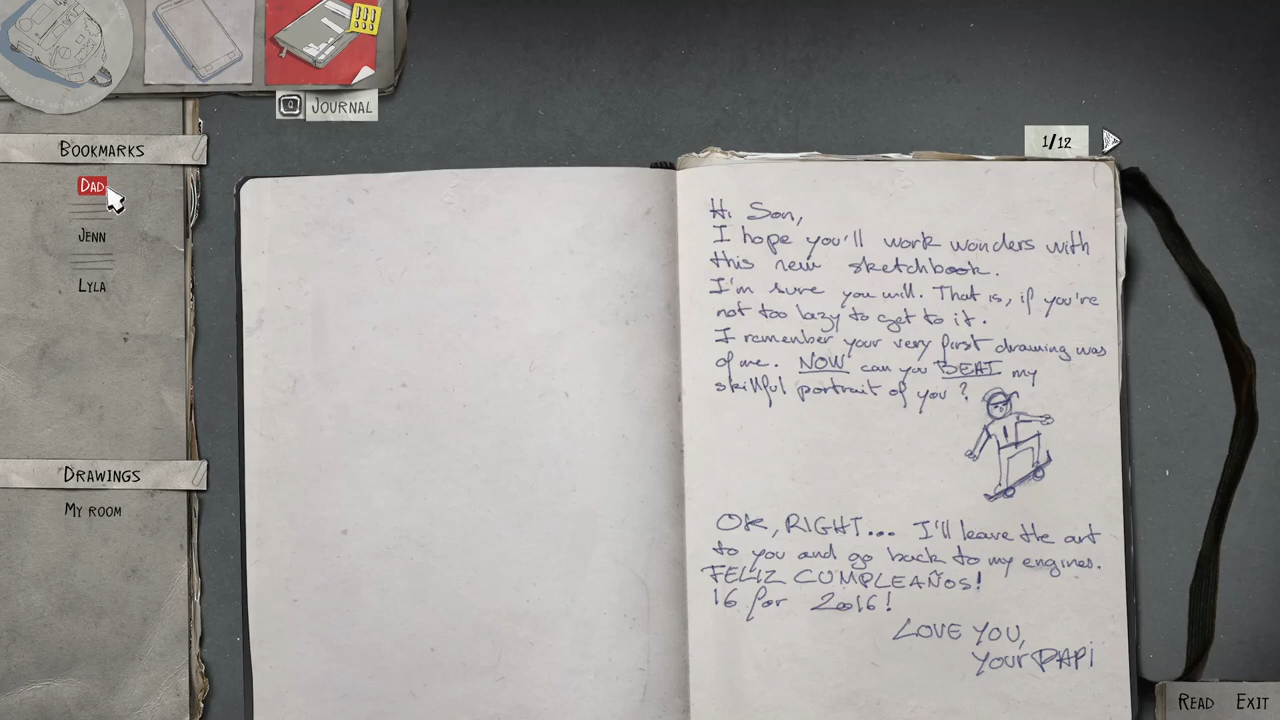 JOURNAL
BOOKMARKS
DAD
JENN
LYLA
DRAWINGS
MY ROOM
1/12
Hi Son,
I hope you'll work wonders with
this new sketchbook.
I'm sure you will. That is, if you're
not too lazy to get to it.
I remember your very first drawing was
of me. NOW can you BEAT my
skillful portrait of you?
OK, RIGHT... I'll leave the art
to you and go back to my engines.
FELIZ CUMPLEAÑOS!
16 for 2016!
LOVE YOU,
Your PAPI
READ EXIT